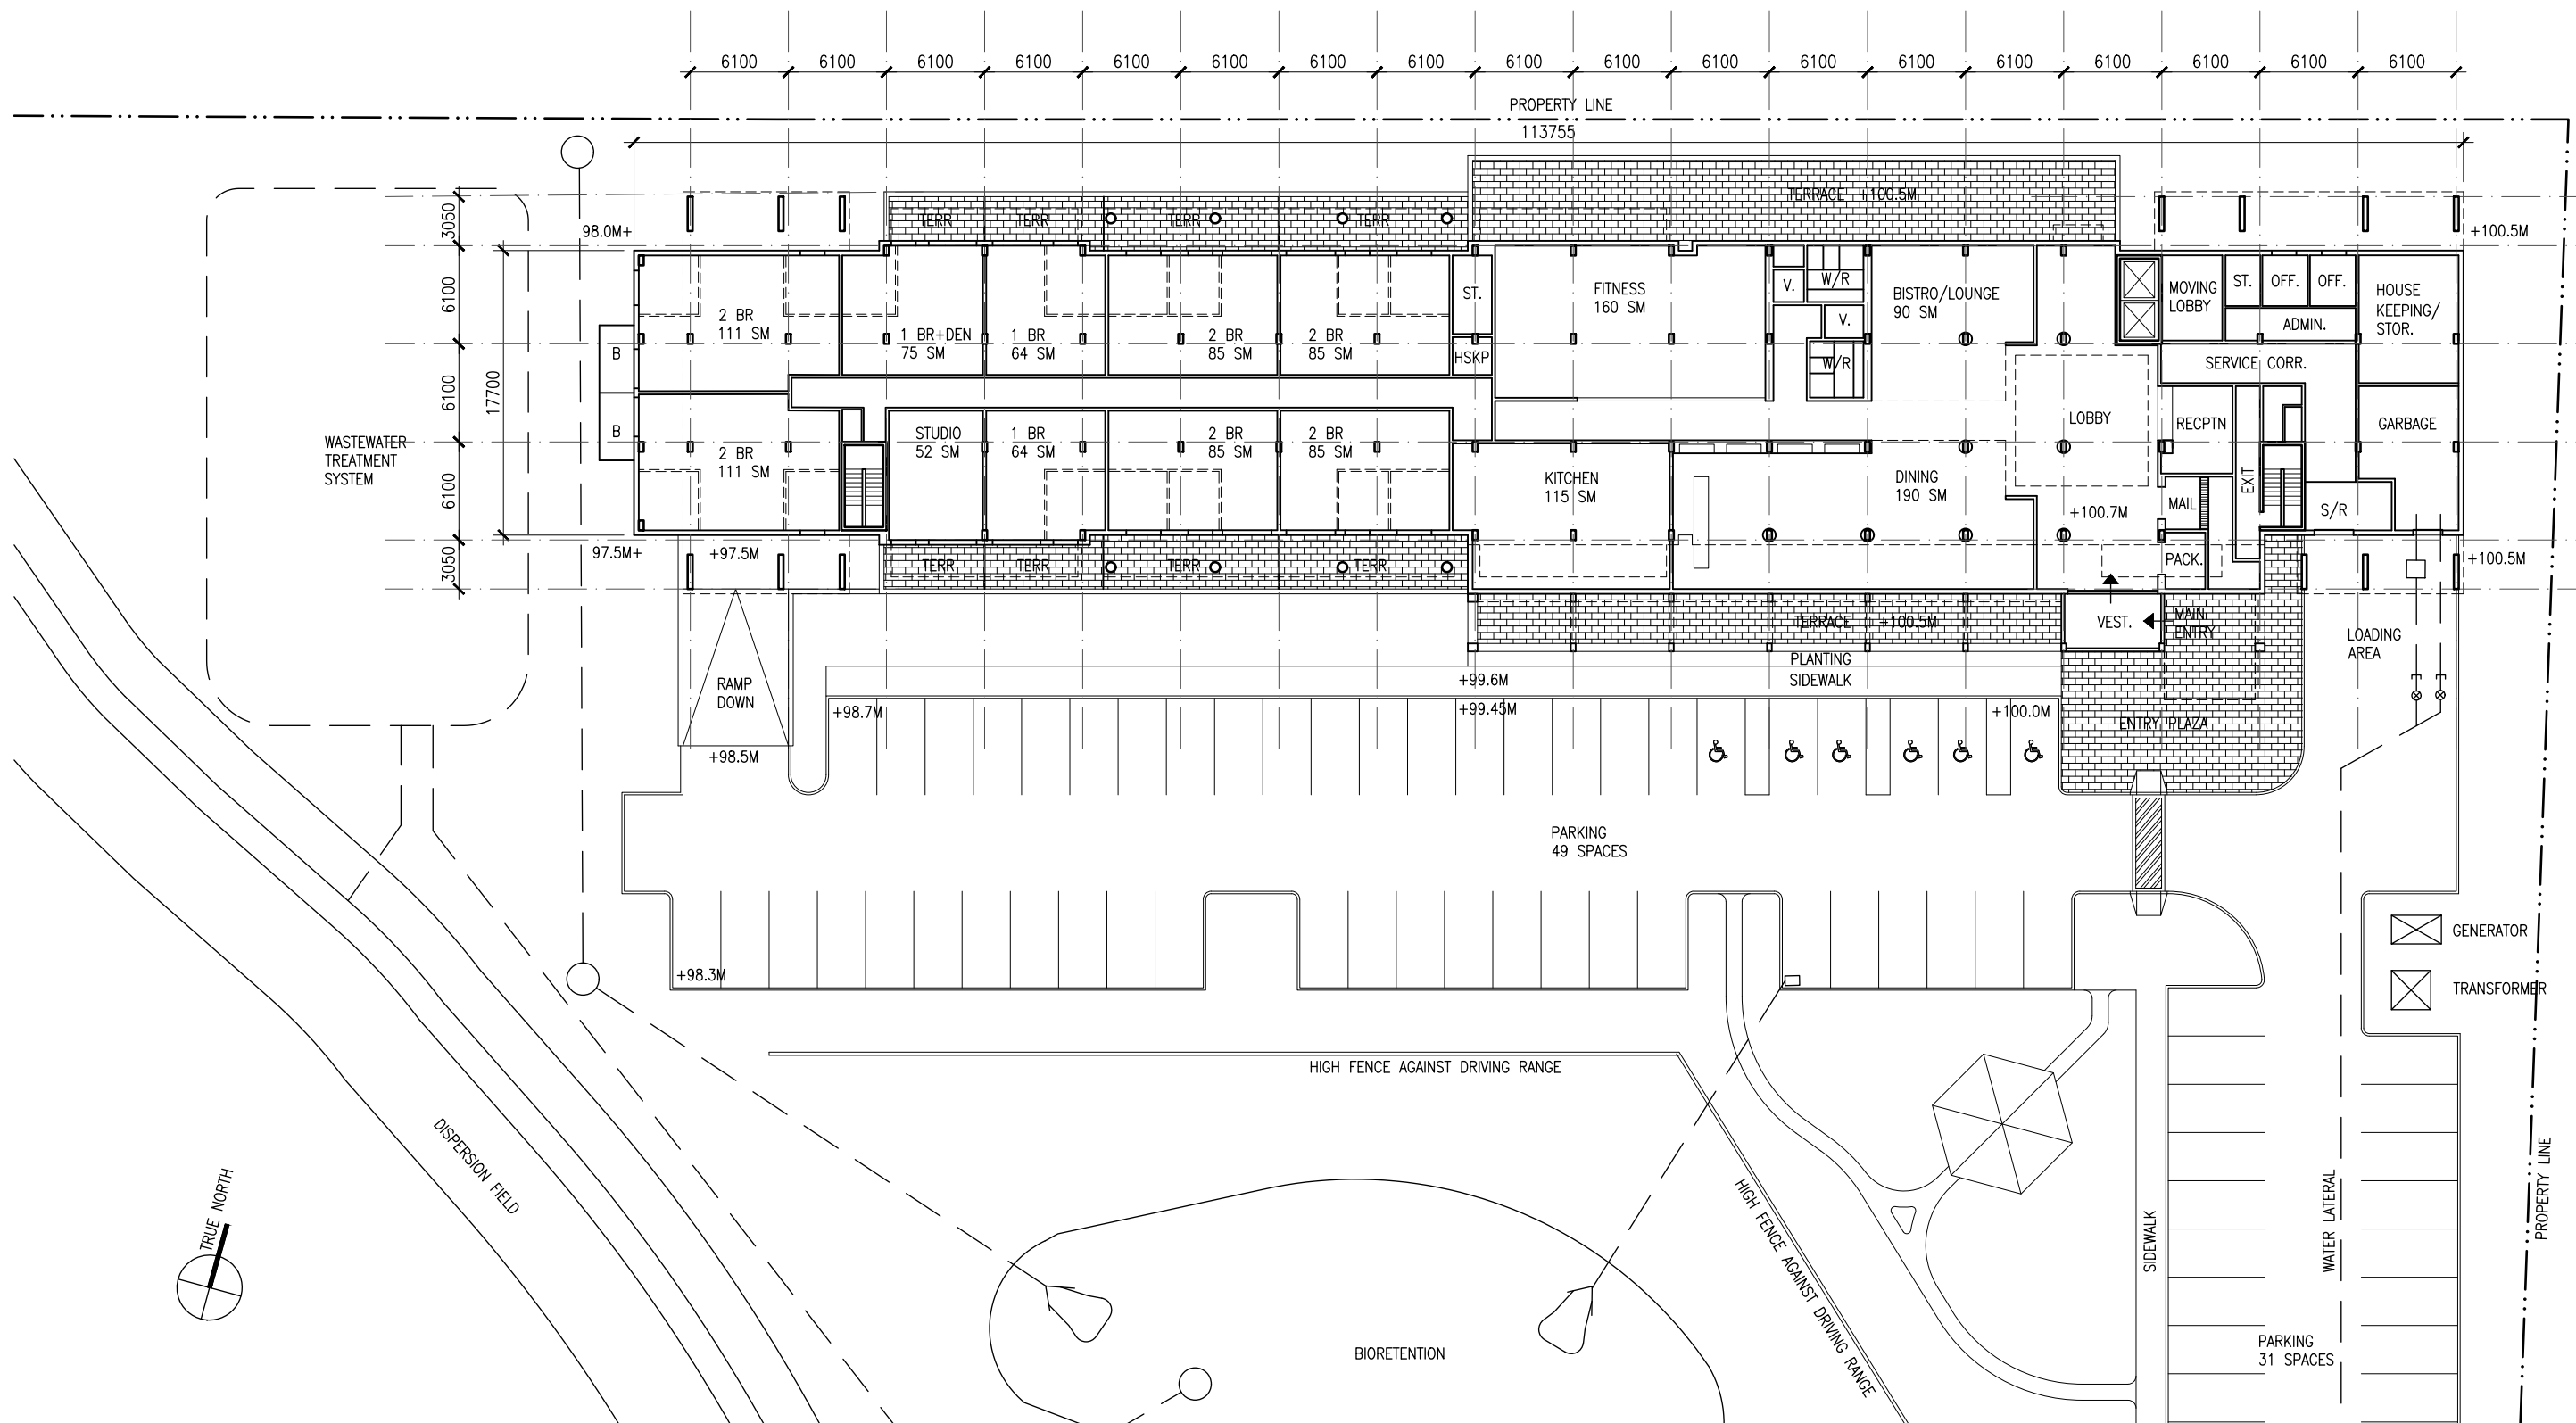 6100 6100 6100 6100 6100 6100 6100 6100 6100 6100 6100 6100 6100 6100 6100 6100 6100 6100
PROPERTY LINE
113755
TERRACE +100.5M
TERR TERR TERR TERR
3050
98.0M+
+100.5M
6100
6100
6100
3050
17700
2 BR
111 SM
1 BR+DEN
75 SM
1 BR
64 SM
2 BR
85 SM
2 BR
85 SM
ST.
HSKP
FITNESS
160 SM
V.
W/R
V.
W/R
BISTRO/LOUNGE
90 SM
MOVING
LOBBY
ST.
OFF.
OFF.
ADMIN.
HOUSE
KEEPING/
STOR.
SERVICE CORR.
B
B
WASTEWATER
TREATMENT
SYSTEM
2 BR
111 SM
STUDIO
52 SM
1 BR
64 SM
2 BR
85 SM
2 BR
85 SM
KITCHEN
115 SM
DINING
190 SM
LOBBY
+100.7M
RECPTN
MAIL
PACK.
EXIT
S/R
GARBAGE
97.5M+
+97.5M
+100.5M
TERR TERR TERR TERR
TERRACE +100.5M
VEST.
MAIN
ENTRY
LOADING
AREA
PLANTING
SIDEWALK
+99.6M
RAMP
DOWN
+98.7M
+99.45M
+100.0M
ENTRY PLAZA
+98.5M
PARKING
49 SPACES
+98.3M
GENERATOR
TRANSFORMER
HIGH FENCE AGAINST DRIVING RANGE
DISPERSION FIELD
TRUE NORTH
HIGH FENCE AGAINST DRIVING RANGE
BIORETENTION
SIDEWALK
WATER LATERAL
PROPERTY LINE
PARKING
31 SPACES